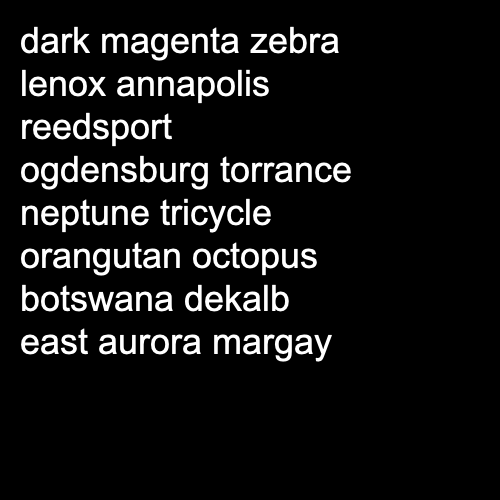 dark magenta zebra
lenox annapolis
reedsport
ogdensburg torrance
neptune tricycle
orangutan octopus
botswana dekalb
east aurora margay